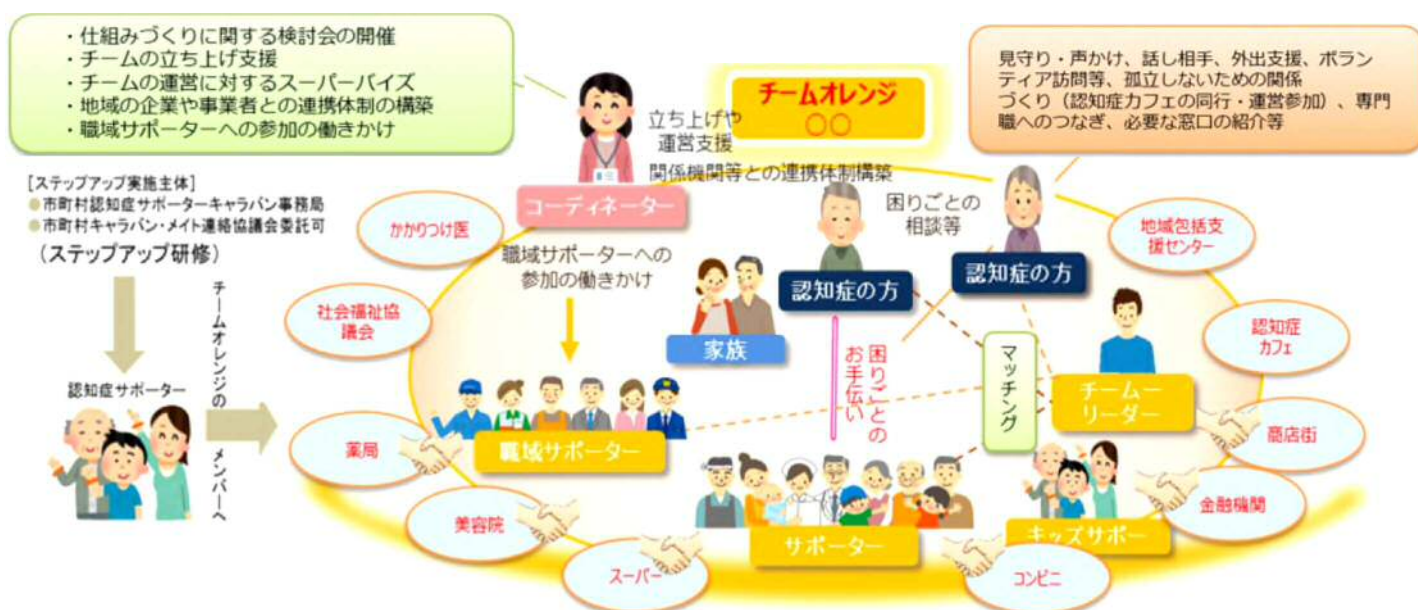 ・仕組みづくりに関する検討会の開催
・チームの立ち上げ支援
・チームの運営に対するスーパーバイズ
・地域の企業や事業者との連携体制の構築
・職域サポーターへの参加の働きかけ
チームオレンジ
〇〇
見守り・声かけ、話し相手、外出支援、ボラン
ティア訪問等、孤立しないための関係
づくり（認知症カフェの同行・運営参加）、専門
職へのつなぎ、必要な窓口の紹介等
立ち上げや
運営支援
関係機関等との連携体制構築
コーディネーター
[ステップアップ実施主体]
●市町村認知症サポーターキャラバン事務局
●市町村キャラバン・メイト連絡協議会委託可
（ステップアップ研修）
かかりつけ医
困りごとの
相談等
地域包括支
援センター
職域サポーターへの
参加の働きかけ
認知症の方
認知症の方
社会福祉協
議会
家族
認知症
カフェ
チームオレンジの
メンバーへ
困りごとの
お手伝い
マッチング
チームー
リーダー
認知症サポーター
職域サポーター
薬局
商店街
美容院
金融機関
サポーター
キッズサポー
スーパー
コンビニ